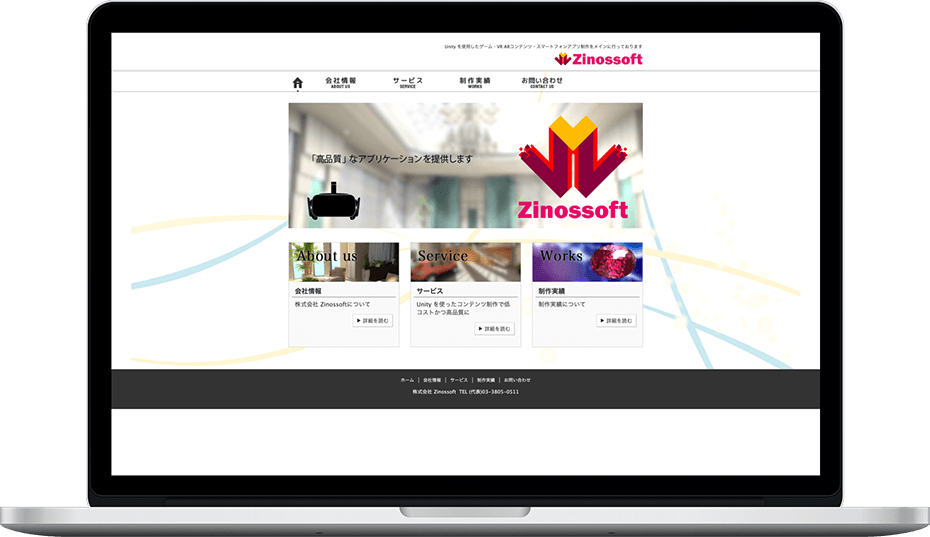 Unity を使用したゲーム・VR ARコンテンツ・スマートフォンアプリ制作をメインに行っております
Zinossoft
会社情報 サービス 制作実績 お問い合わせ
ABOUT US SERVICE WORKS CONTACT US
「高品質」なアプリケーションを提供します
Zinossoft
About us Service Works
会社情報
株式会社 Zinossoftについて
▶ 詳細を読む
サービス
Unity を使ったコンテンツ制作で低
コストかつ高品質に
▶ 詳細を読む
制作実績
制作実績について
▶ 詳細を読む
ホーム | 会社情報 | サービス | 制作実績 | お問い合わせ
株式会社 Zinossoft TEL (代表)03-3805-0511